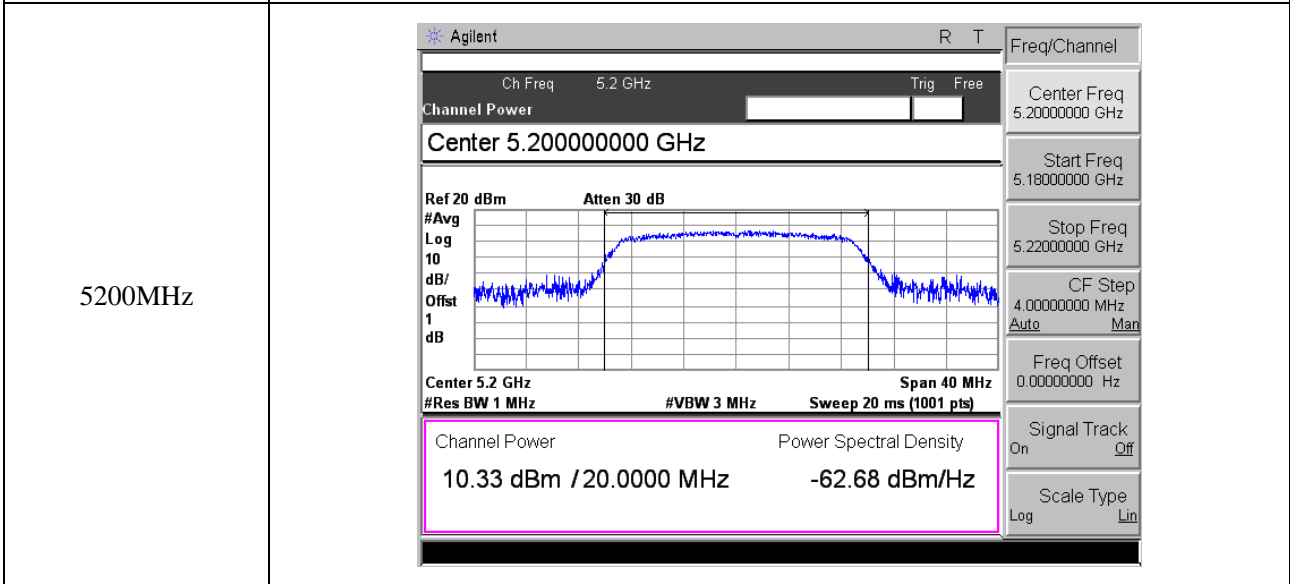 5200MHz
Agilent R T
Ch Freq 5.2 GHz Trig Free
Channel Power
Center 5.200000000 GHz
Ref 20 dBm Atten 30 dB
#Avg
Log
10
dB/
Offst
1
dB
Center 5.2 GHz Span 40 MHz
#Res BW 1 MHz #VBW 3 MHz Sweep 20 ms (1001 pts)
Channel Power Power Spectral Density
10.33 dBm / 20.0000 MHz -62.68 dBm/Hz
Freq/Channel
Center Freq
5.20000000 GHz
Start Freq
5.18000000 GHz
Stop Freq
5.22000000 GHz
CF Step
4.00000000 MHz
Auto Man
Freq Offset
0.00000000 Hz
Signal Track
On Off
Scale Type
Log Lin